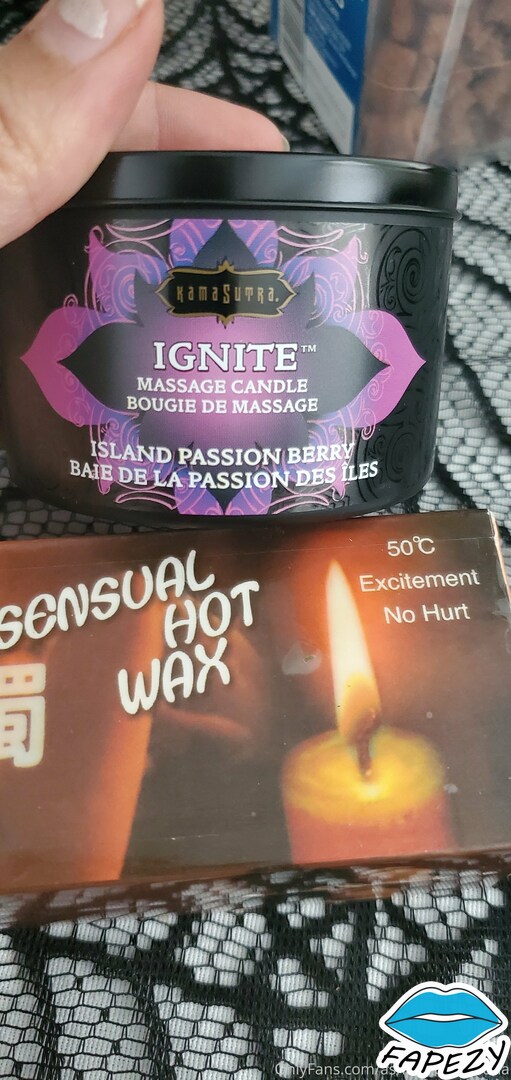 KAMASUTRA.
IGNITE™
MASSAGE CANDLE
BOUGIE DE MASSAGE
ISLAND PASSION BERRY
BAIE DE LA PASSION DES ÎLES
SENSUAL
HOT
WAX
50℃
Excitement
No Hurt
燭
FAPEZY